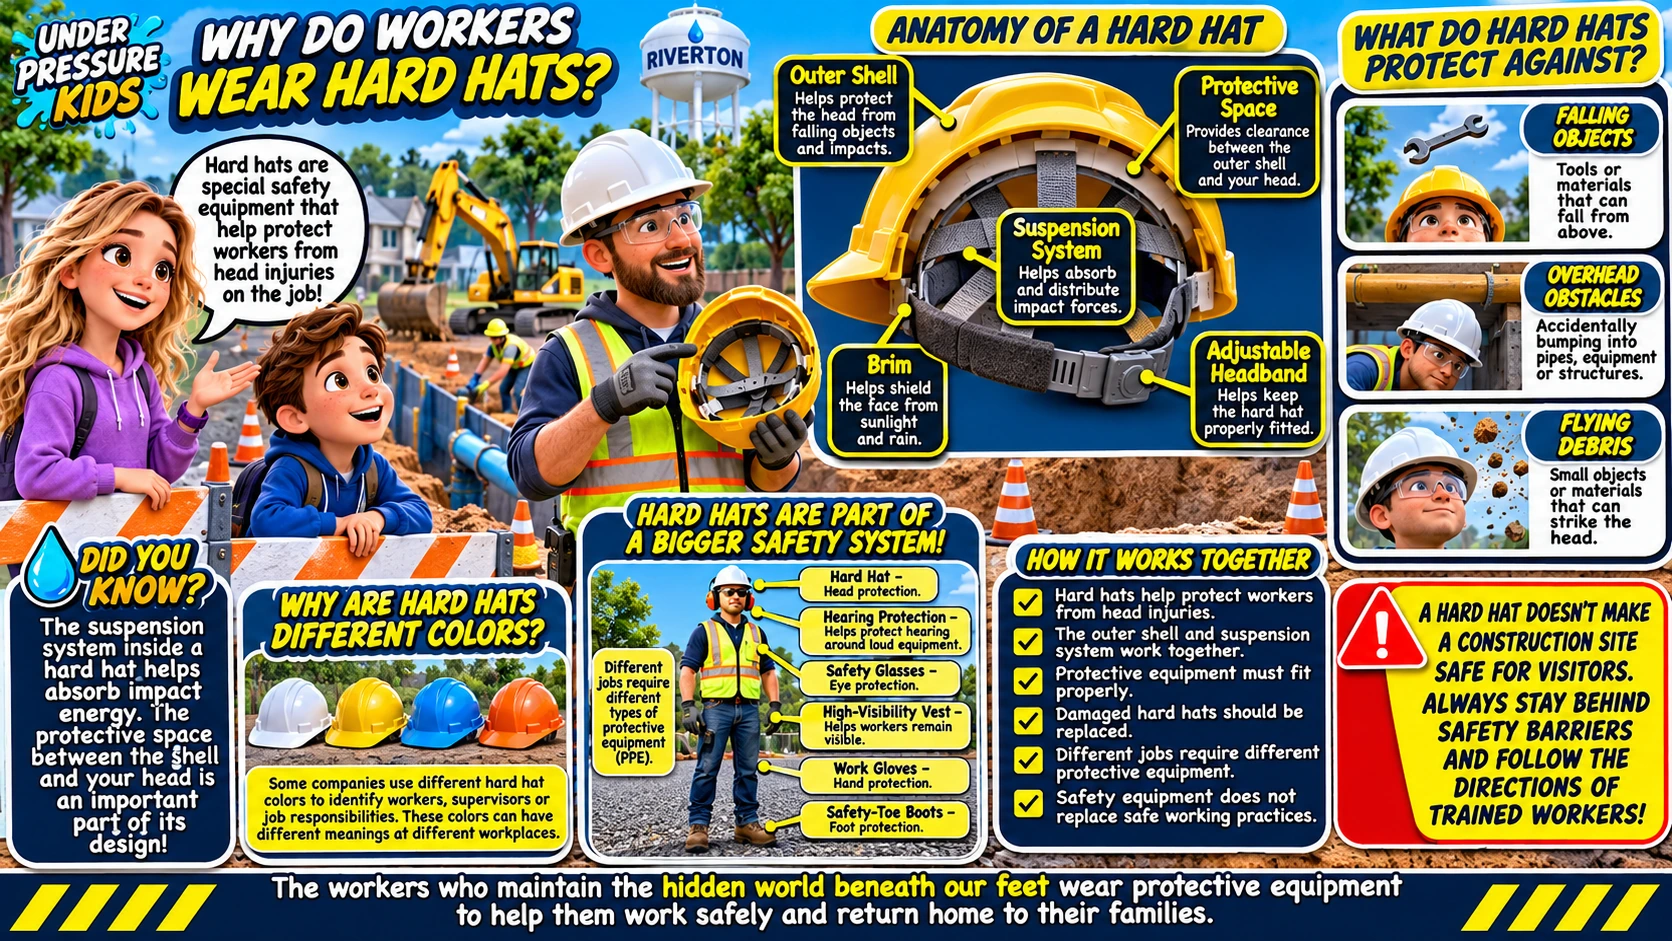 UNDER
PRESSURE
KIDS
WHY DO WORKERS
WEAR HARD HATS?
RIVERTON
Hard hats are
special safety
equipment that
help protect
workers from
head injuries
on the job!
ANATOMY OF A HARD HAT
Outer Shell
Helps protect
the head from
falling objects
and impacts.
Protective
Space
Provides clearance
between the
outer shell
and your head.
Suspension
System
Helps absorb
and distribute
impact forces.
Brim
Helps shield
the face from
sunlight
and rain.
Adjustable
Headband
Helps keep
the hard hat
properly fitted.
WHAT DO HARD HATS
PROTECT AGAINST?
FALLING
OBJECTS
Tools or
materials
that can
fall from
above.
OVERHEAD
OBSTACLES
Accidentally
bumping into
pipes, equipment
or structures.
FLYING
DEBRIS
Small objects
or materials
that can
strike the
head.
DID YOU
KNOW?
The suspension
system inside a
hard hat helps
absorb impact
energy. The
protective space
between the shell
and your head is
an important
part of its
design!
WHY ARE HARD HATS
DIFFERENT COLORS?
Some companies use different hard hat
colors to identify workers, supervisors or
job responsibilities. These colors can have
different meanings at different workplaces.
HARD HATS ARE PART OF
A BIGGER SAFETY SYSTEM!
Different
jobs require
different
types of
protective
equipment
(PPE).
Hard Hat –
Head protection.
Hearing Protection –
Helps protect hearing
around loud equipment.
Safety Glasses –
Eye protection.
High-Visibility Vest –
Helps workers remain
visible.
Work Gloves –
Hand protection.
Safety-Toe Boots –
Foot protection.
HOW IT WORKS TOGETHER
Hard hats help protect workers
from head injuries.
The outer shell and suspension
system work together.
Protective equipment must fit
properly.
Damaged hard hats should be
replaced.
Different jobs require different
protective equipment.
Safety equipment does not
replace safe working practices.
A HARD HAT DOESN'T MAKE
A CONSTRUCTION SITE
SAFE FOR VISITORS.
ALWAYS STAY BEHIND
SAFETY BARRIERS
AND FOLLOW THE
DIRECTIONS OF
TRAINED WORKERS!
The workers who maintain the hidden world beneath our feet wear protective equipment
to help them work safely and return home to their families.